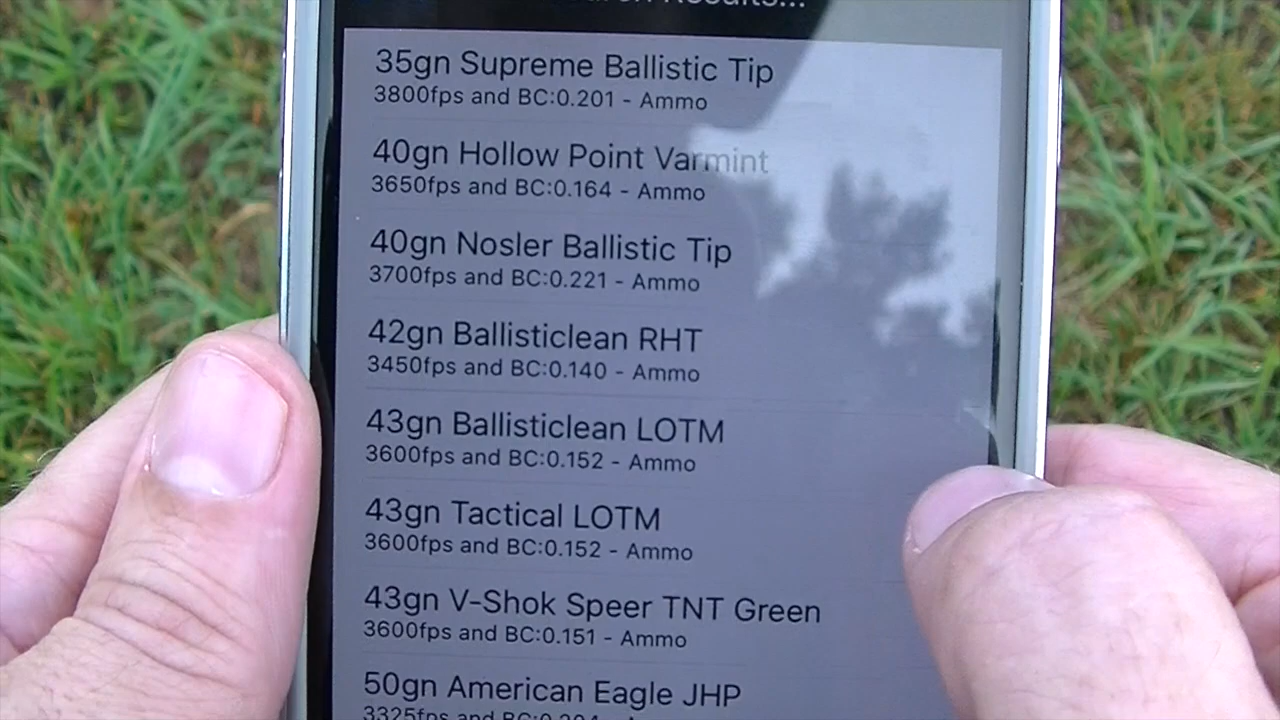 Results...
35gn Supreme Ballistic Tip
3800fps and BC:0.201 - Ammo
40gn Hollow Point Varmint
3650fps and BC:0.164 - Ammo
40gn Nosler Ballistic Tip
3700fps and BC:0.221 - Ammo
42gn Ballisticlean RHT
3450fps and BC:0.140 - Ammo
43gn Ballisticlean LOTM
3600fps and BC:0.152 - Ammo
43gn Tactical LOTM
3600fps and BC:0.152 - Ammo
43gn V-Shok Speer TNT Green
3600fps and BC:0.151 - Ammo
50gn American Eagle JHP
3325fps and